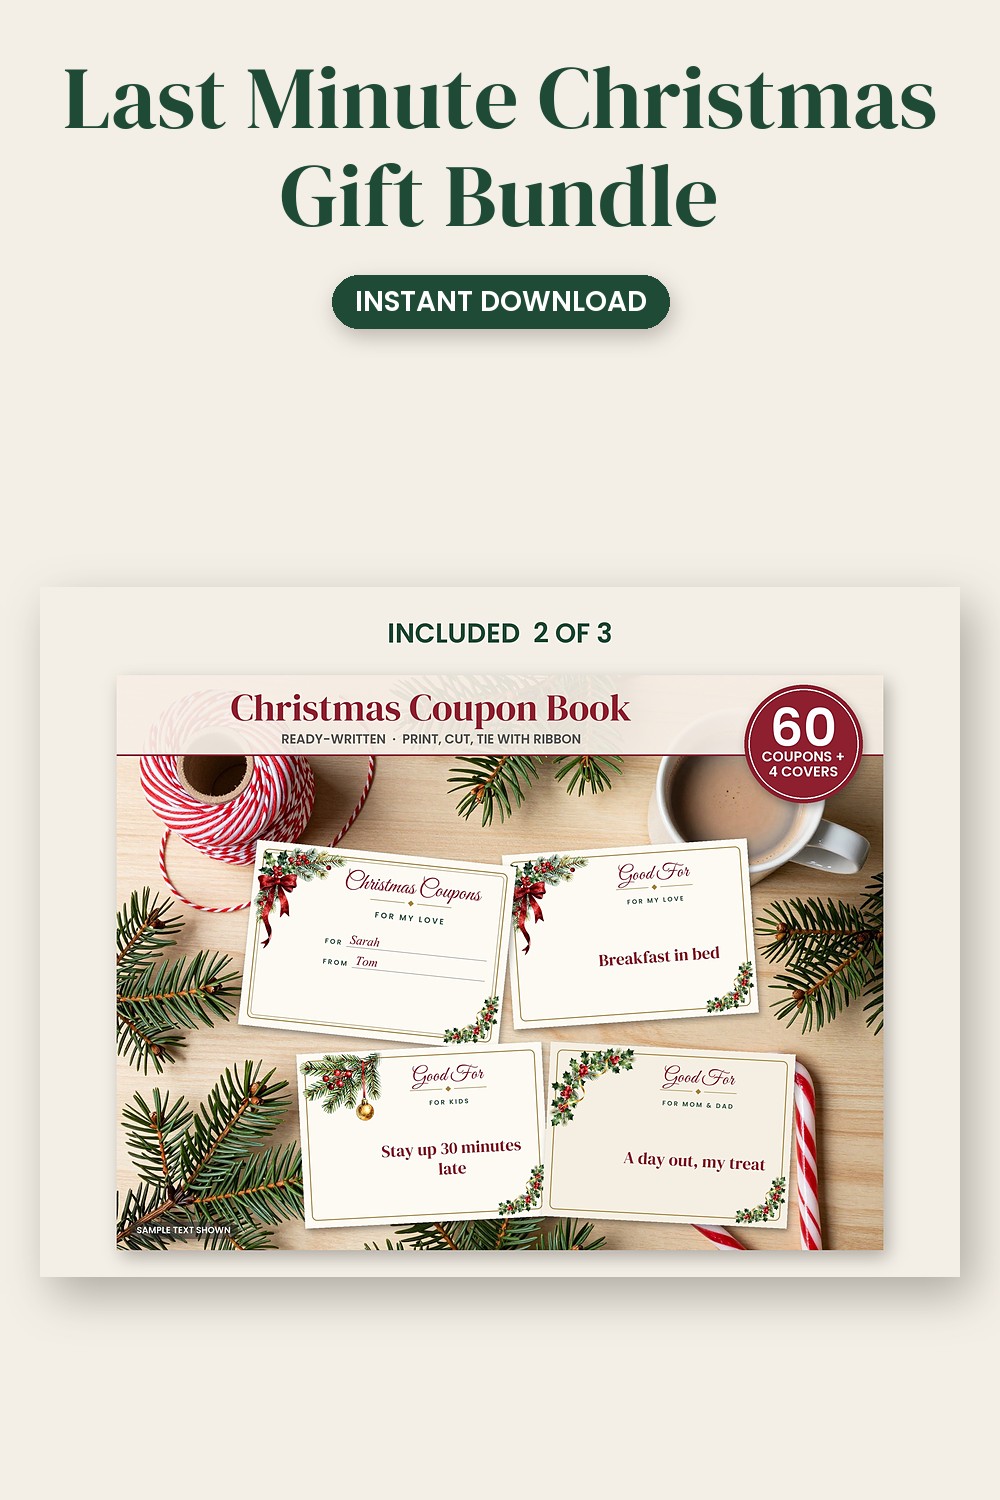 Last Minute Christmas
Gift Bundle
INSTANT DOWNLOAD
INCLUDED 2 OF 3
Christmas Coupon Book
READY-WRITTEN · PRINT, CUT, TIE WITH RIBBON
60
COUPONS +
4 COVERS
Christmas Coupons
FOR MY LOVE
FOR Sarah
FROM Tom
Good For
FOR MY LOVE
Breakfast in bed
Good For
FOR KIDS
Stay up 30 minutes
late
Good For
FOR MOM & DAD
A day out, my treat
SAMPLE TEXT SHOWN